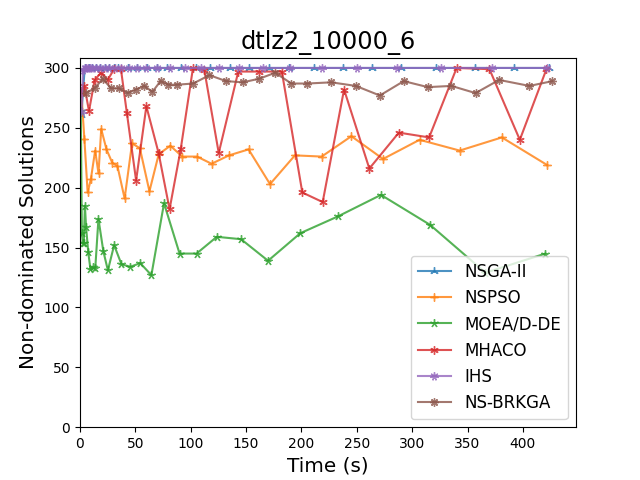 dtlz2_10000_6
Non-dominated Solutions
300
250
200
150
100
50
0
0 50 100 150 200 250 300 350 400
Time (s)
NSGA-II
NSPSO
MOEA/D-DE
MHACO
IHS
NS-BRKGA